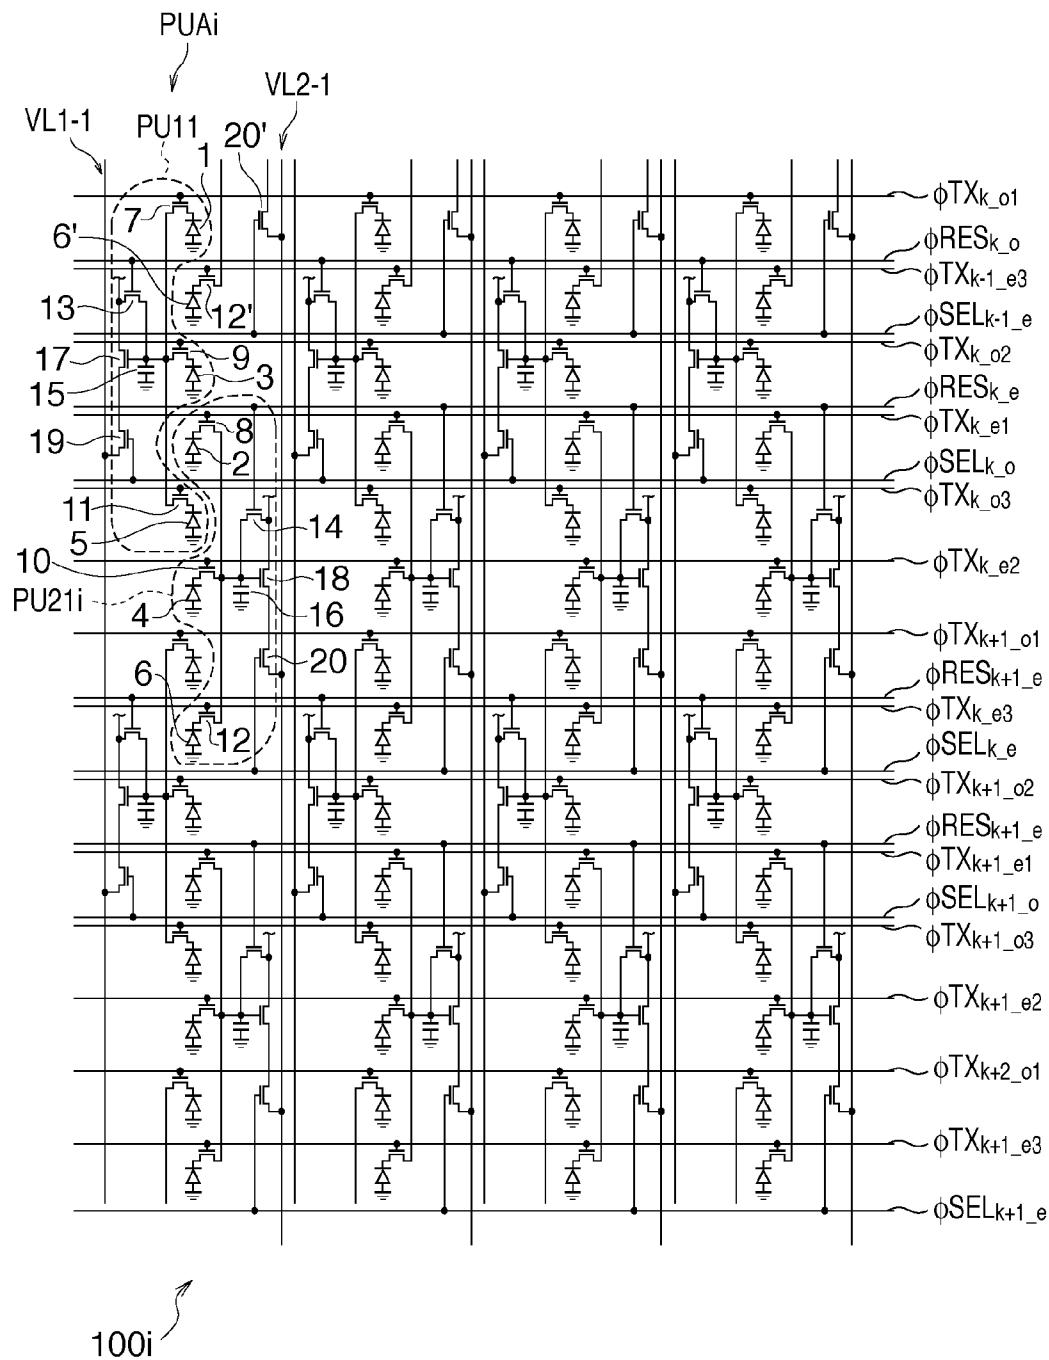 PUAi
VL1-1
PU11
1
20'
VL2-1
7
ϕTXk_o1
6'
ϕRESk_o
ϕTXk-1_e3
13
12'
ϕSELk-1_e
17
9
ϕTXk_o2
15
3
ϕRESk_e
19
8
ϕTXk_e1
2
ϕSELk_o
11
ϕTXk_o3
5
14
10
18
ϕTXk_e2
PU21i
4
16
ϕTXk+1_o1
6
20
ϕRESk+1_e
12
ϕTXk_e3
ϕSELk_e
ϕTXk+1_o2
ϕRESk+1_e
ϕTXk+1_e1
ϕSELk+1_o
ϕTXk+1_o3
ϕTXk+1_e2
ϕTXk+2_o1
ϕTXk+1_e3
ϕSELk+1_e
100i